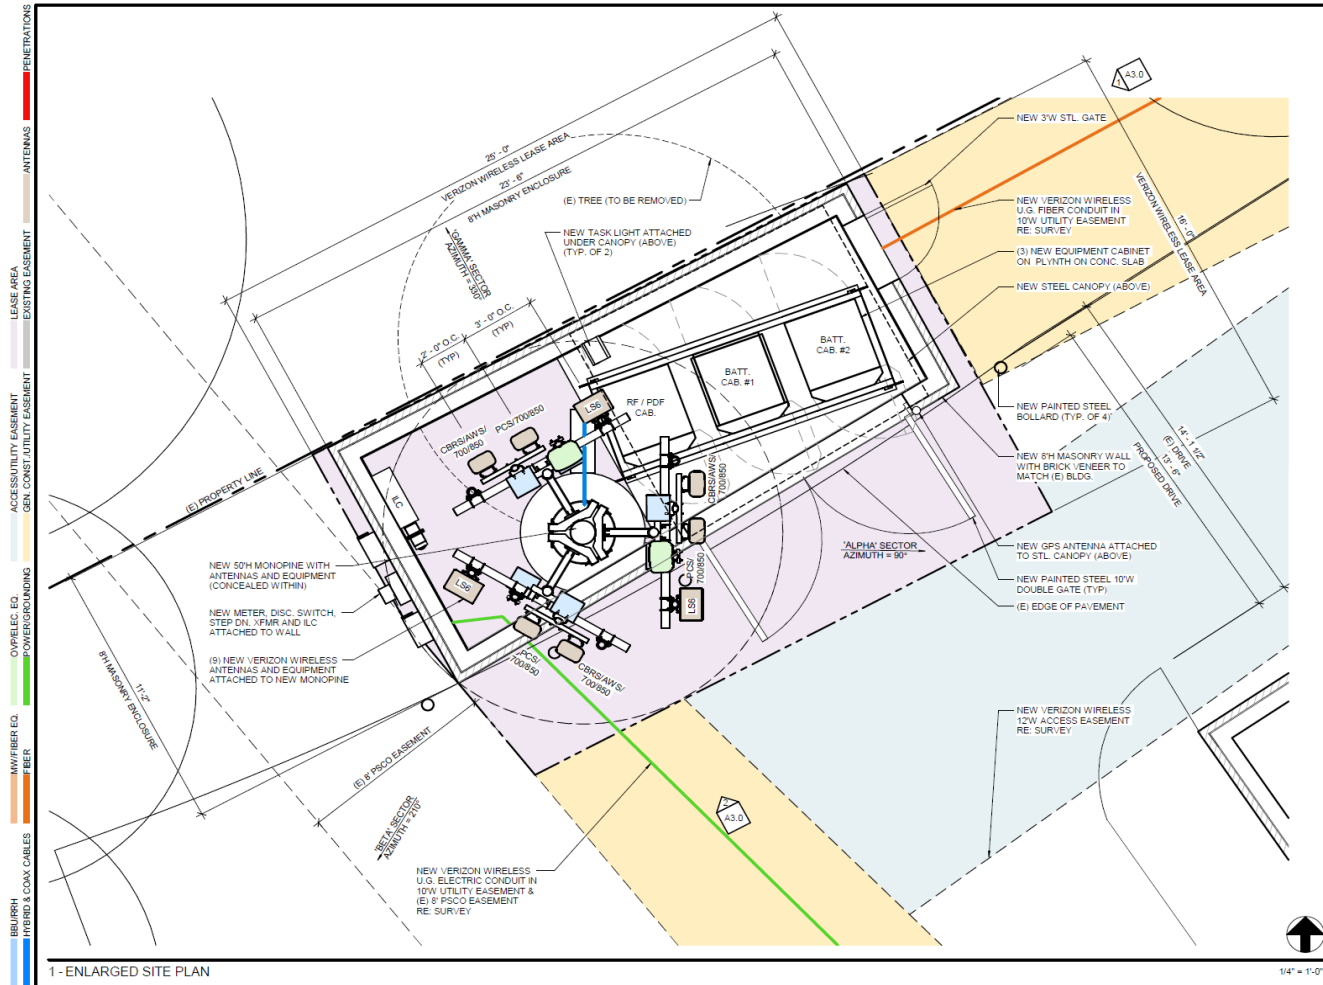 PENETRATIONS
ANTENNAS
LEASE AREA
EXISTING EASEMENT
ACCESS/UTILITY EASEMENT
GEN. CONST./UTILITY EASEMENT
OVP/ELEC. EQ.
POWER/GROUNDING
MW/FIBER EQ.
FIBER
BBU/RRH
HYBRID & COAX CABLES
1
A3.0
25' - 0"
VERIZON WIRELESS LEASE AREA
23' - 6"
8'H MASONRY ENCLOSURE
NEW 3'W STL. GATE
(E) TREE (TO BE REMOVED)
VERIZON WIRELESS LEASE AREA
16' - 0"
NEW VERIZON WIRELESS
U.G. FIBER CONDUIT IN
10'W UTILITY EASEMENT
RE: SURVEY
NEW TASK LIGHT ATTACHED
UNDER CANOPY (ABOVE)
(TYP. OF 2)
'GAMMA' SECTOR
AZIMUTH = 330°
(3) NEW EQUIPMENT CABINET
ON PLYNTH ON CONC. SLAB
NEW STEEL CANOPY (ABOVE)
3' - 0" O.C.
(TYP)
2' - 0" O.C.
(TYP)
BATT.
CAB. #2
BATT.
CAB. #1
RF / PDF
CAB.
LS6
PCS/700/850
CBRS/AWS/
700/850
NEW PAINTED STEEL
BOLLARD (TYP. OF 4)
14' - 1 1/2"
(E) DRIVE
13' - 6"
PROPOSED DRIVE
NEW 8'H MASONRY WALL
WITH BRICK VENEER TO
MATCH (E) BLDG.
(E) PROPERTY LINE
ILC
CBRS/AWS/
700/850
'ALPHA' SECTOR
AZIMUTH = 90°
NEW GPS ANTENNA ATTACHED
TO STL. CANOPY (ABOVE)
NEW PAINTED STEEL 10'W
DOUBLE GATE (TYP)
(E) EDGE OF PAVEMENT
NEW 50'H MONOPINE WITH
ANTENNAS AND EQUIPMENT
(CONCEALED WITHIN)
NEW METER, DISC. SWITCH,
STEP DN. XFMR AND ILC
ATTACHED TO WALL
(9) NEW VERIZON WIRELESS
ANTENNAS AND EQUIPMENT
ATTACHED TO NEW MONOPINE
LS6
PCS/
700/850
LS6
PCS/
700/850
CBRS/AWS/
700/850
11'-2"
8'H MASONRY ENCLOSURE
(E) 8' PSCO EASEMENT
'BETA' SECTOR
AZIMUTH = 210°
NEW VERIZON WIRELESS
12'W ACCESS EASEMENT
RE: SURVEY
2
A3.0
NEW VERIZON WIRELESS
U.G. ELECTRIC CONDUIT IN
10'W UTILITY EASEMENT &
(E) 8' PSCO EASEMENT
RE: SURVEY
1 - ENLARGED SITE PLAN
1/4" = 1'-0"